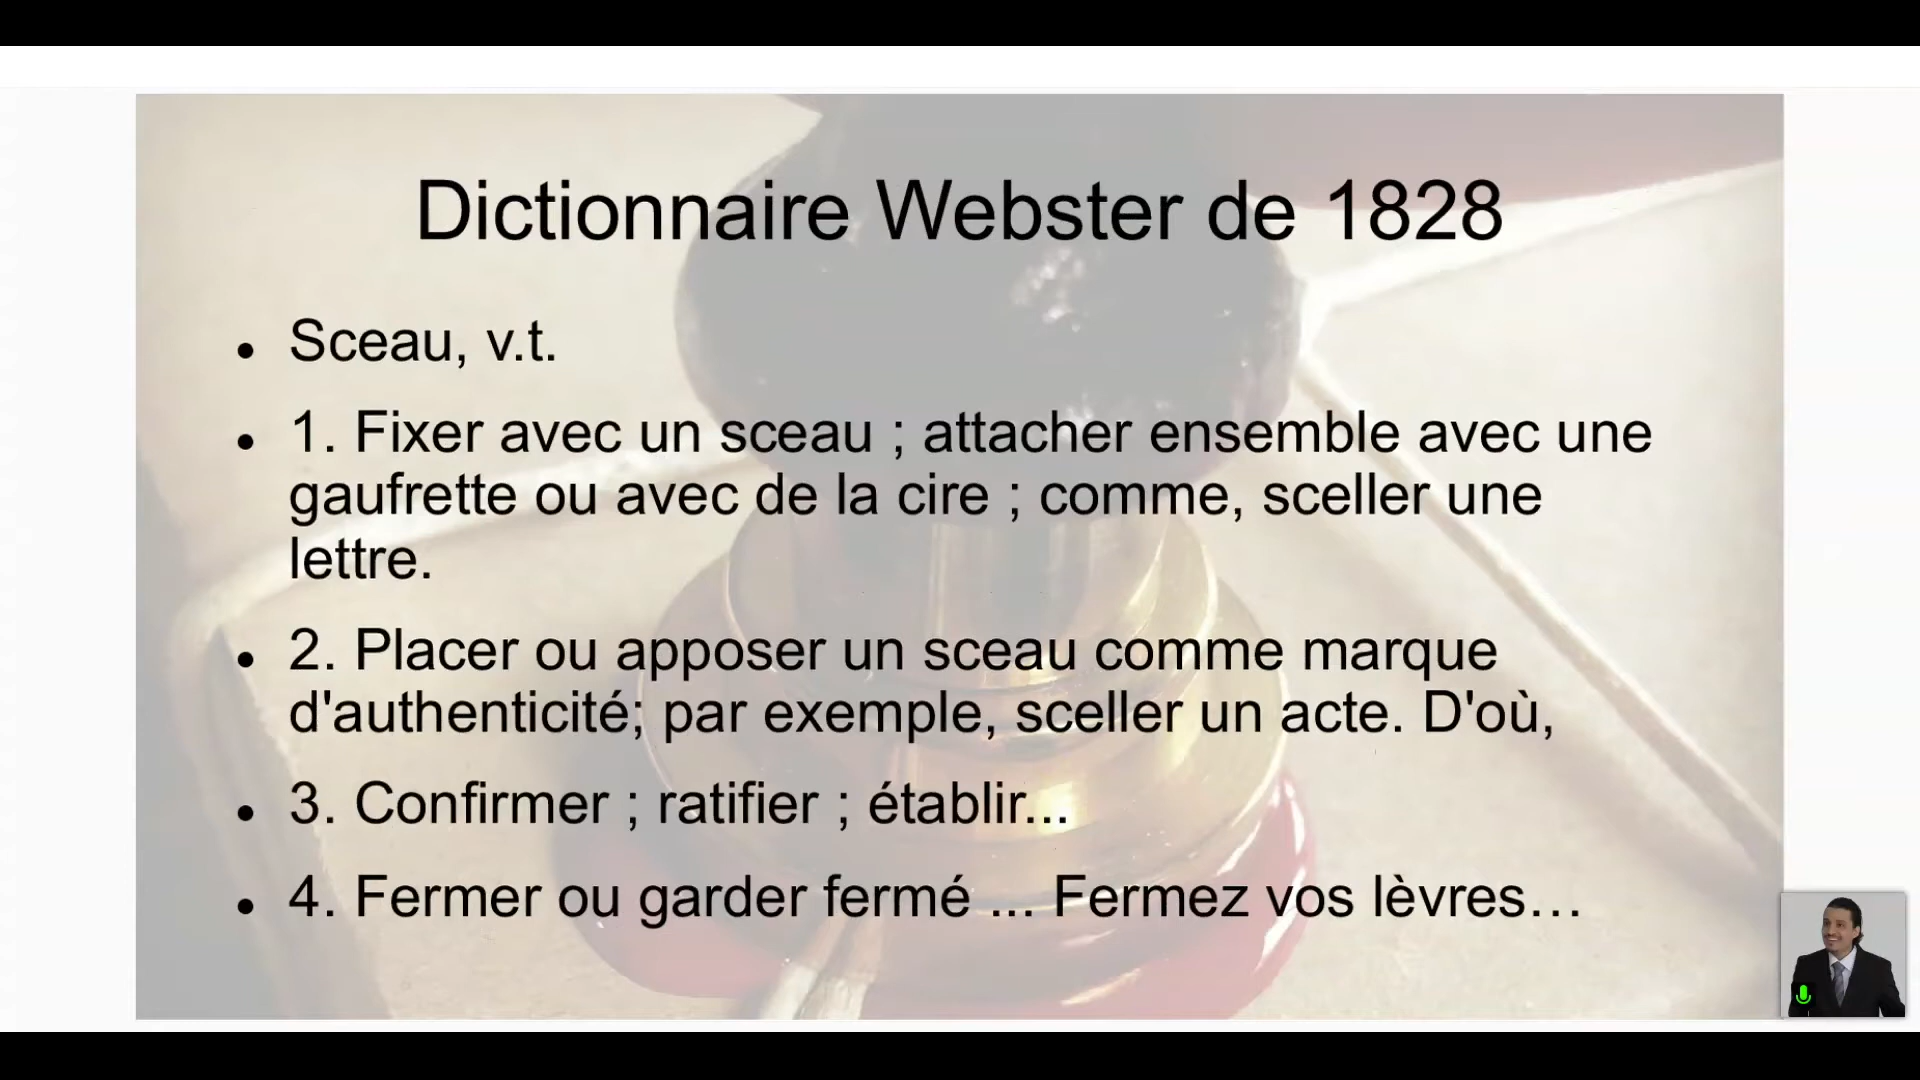 Dictionnaire Webster de 1828
• Sceau, v.t.
• 1. Fixer avec un sceau ; attacher ensemble avec une
gaufrette ou avec de la cire ; comme, sceller une
lettre.
• 2. Placer ou apposer un sceau comme marque
d'authenticité; par exemple, sceller un acte. D'où,
• 3. Confirmer ; ratifier ; établir...
• 4. Fermer ou garder fermé ... Fermez vos lèvres…